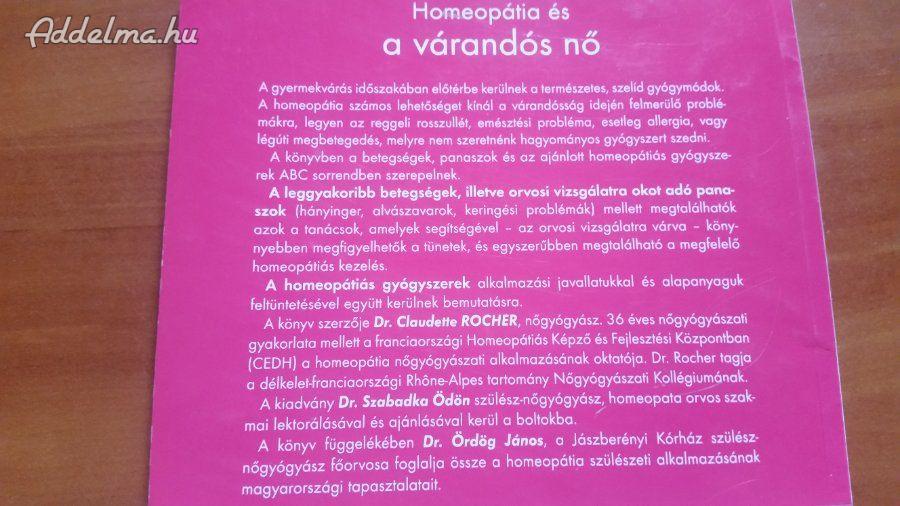 Addelma.hu
Homeopátia és
a várandós nő
A gyermekvárás időszakában előtérbe kerülnek a természetes, szelíd gyógymódok.
A homeopátia számos lehetőséget kínál a várandósság idején felmerülő problé-
mákra, legyen az reggeli rosszullét, emésztési probléma, esetleg allergia, vagy
légúti megbetegedés, melyre nem szeretnénk hagyományos gyógyszert szedni.
A könyvben a betegségek, panaszok és az ajánlott homeopátiás gyógysze-
rek ABC sorrendben szerepelnek.
A leggyakoribb betegségek, illetve orvosi vizsgálatra okot adó pana-
szok (hányinger, alvászavarok, keringési problémák) mellett megtalálhatók
azok a tanácsok, amelyek segítségével – az orvosi vizsgálatra várva – köny-
nyebben megfigyelhetők a tünetek, és egyszerűbben megtalálható a megfelelő
homeopátiás kezelés.
A homeopátiás gyógyszerek alkalmazási javallatukkal és alapanyaguk
feltüntetésével együtt kerülnek bemutatásra.
A könyv szerzője Dr. Claudette ROCHER, nőgyógyász. 36 éves nőgyógyászati
gyakorlata mellett a franciaországi Homeopátiás Képző és Fejlesztési Központban
(CEDH) a homeopátia nőgyógyászati alkalmazásának oktatója. Dr. Rocher tagja
a délkelet-franciaországi Rhône-Alpes tartomány Nőgyógyászati Kollégiumának.
A kiadvány Dr. Szabadka Ödön szülész-nőgyógyász, homeopata orvos szak-
mai lektorálásával és ajánlásával kerül a boltokba.
A könyv függelékében Dr. Ördög János, a Jászberényi Kórház szülész-
nőgyógyász főorvosa foglalja össze a homeopátia szülészeti alkalmazásának
magyarországi tapasztalatait.